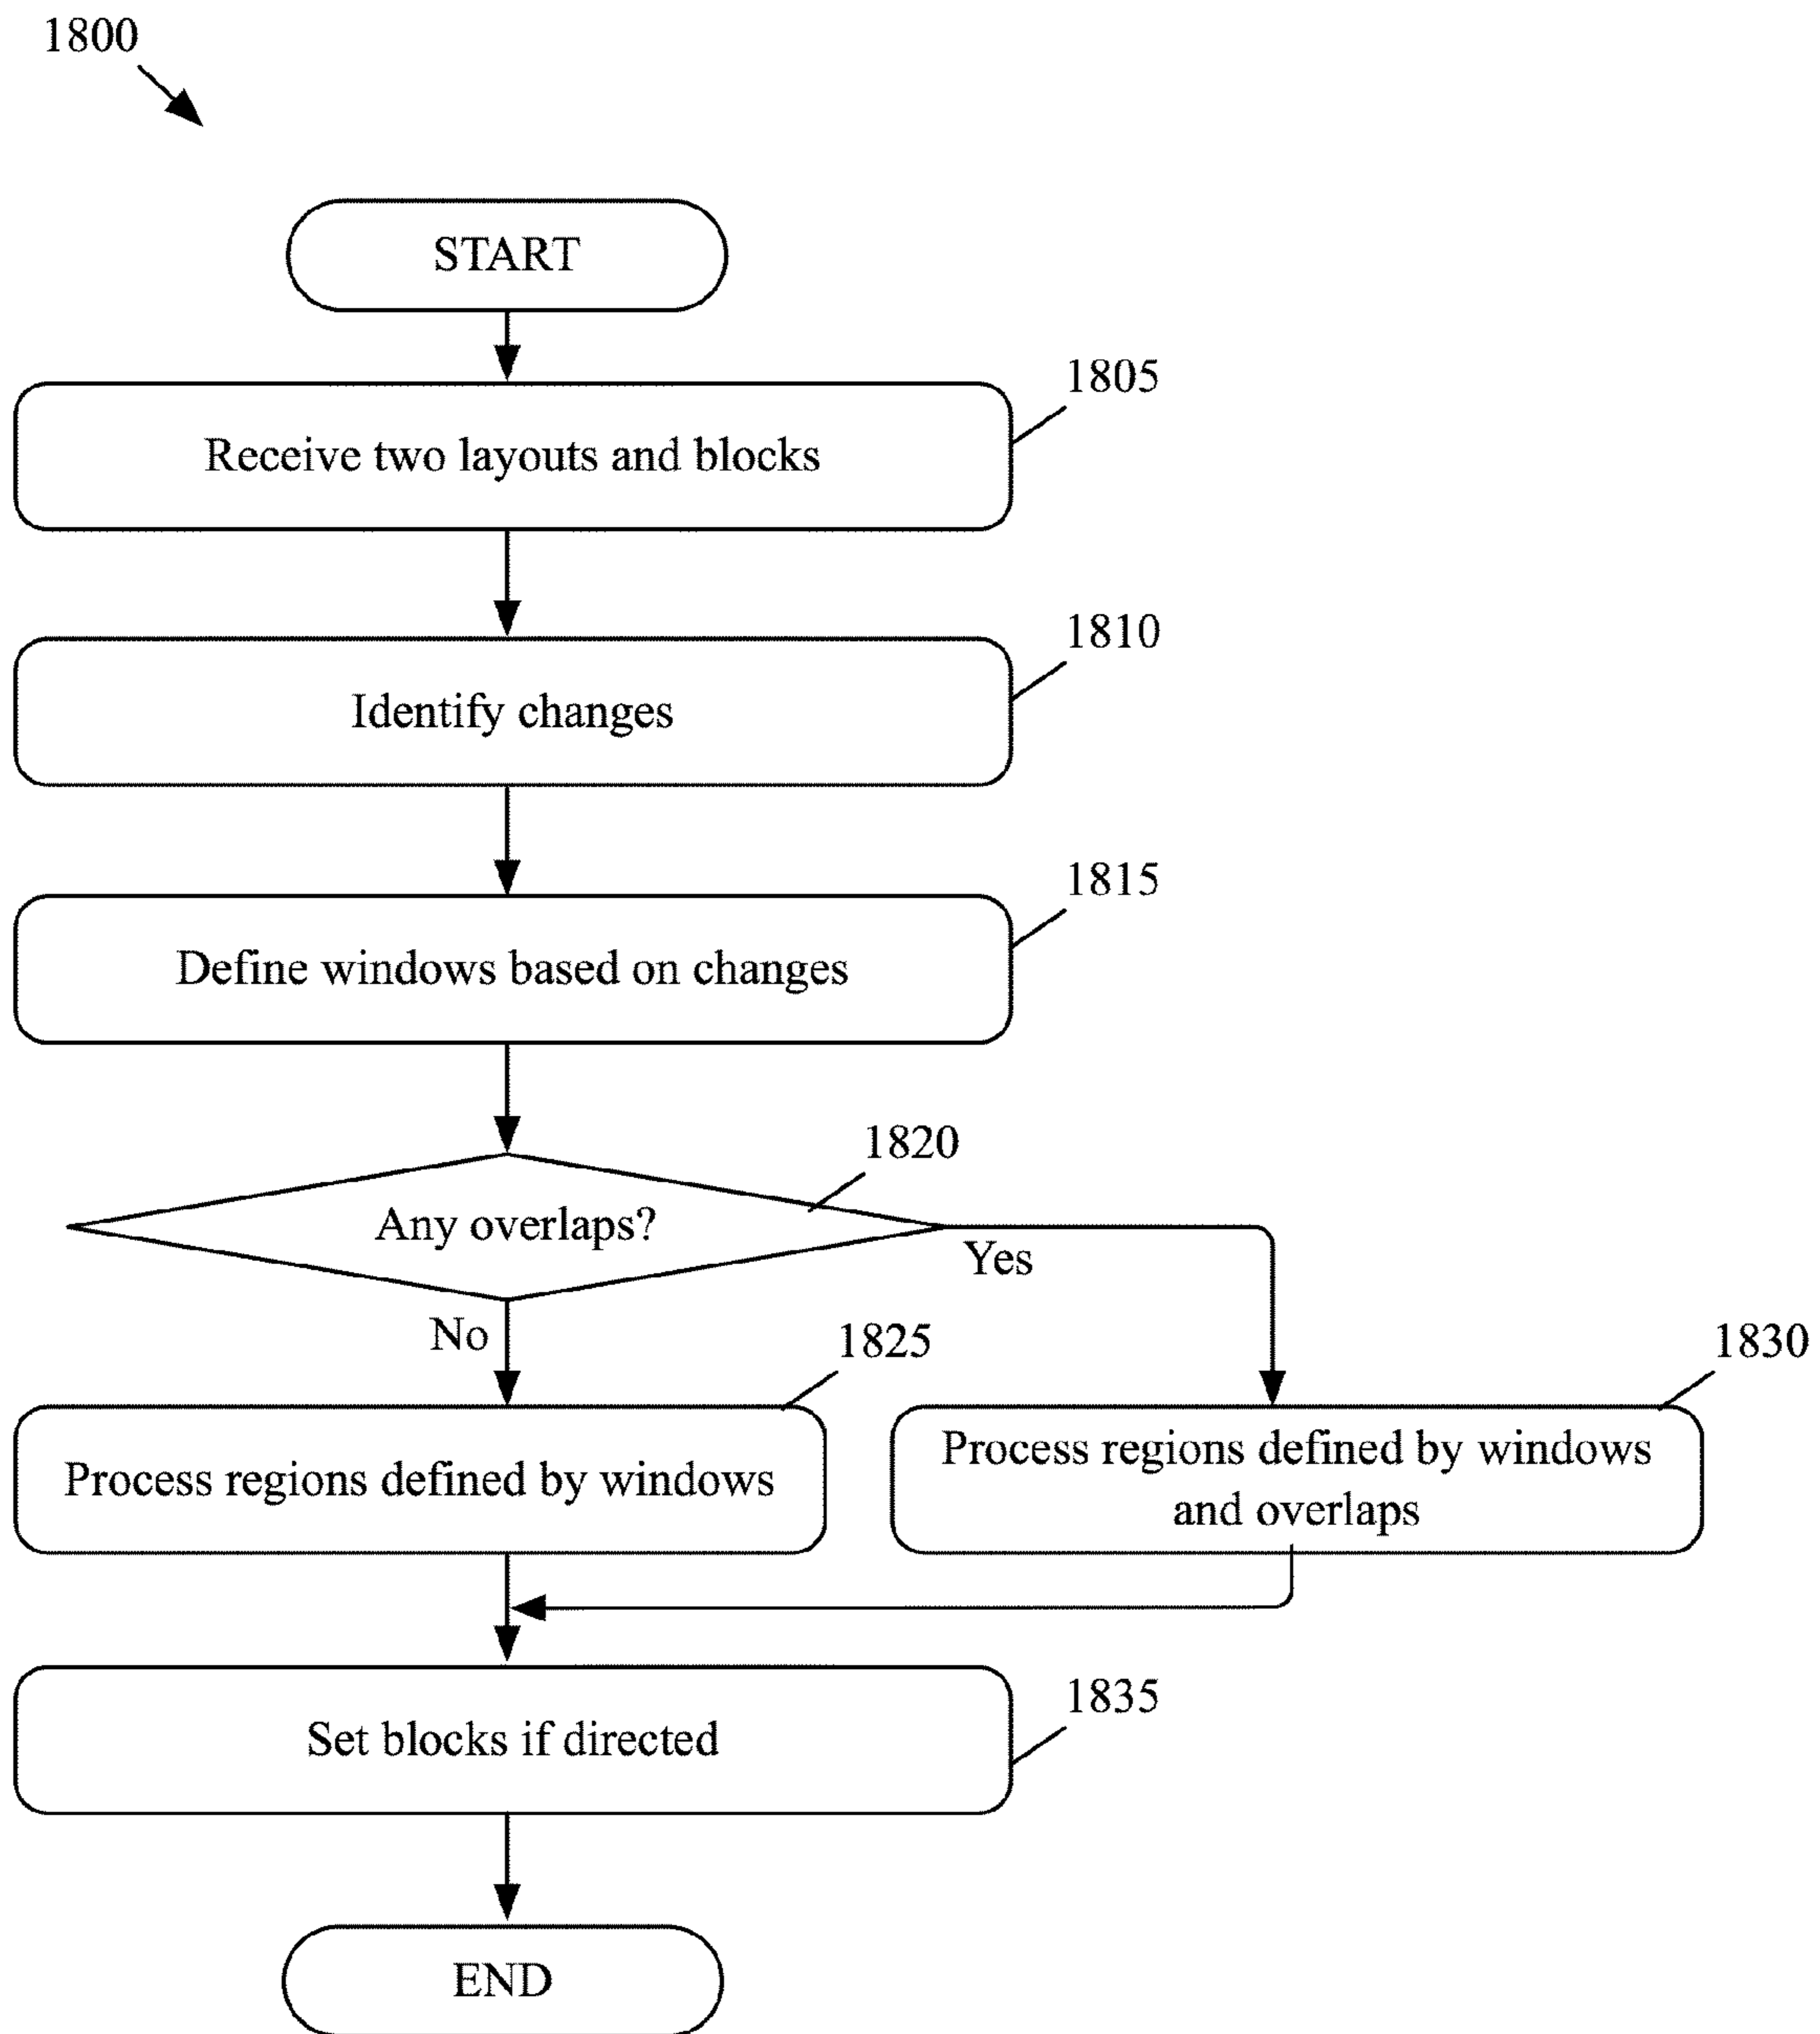 1800
START
1805
Receive two layouts and blocks
1810
Identify changes
1815
Define windows based on changes
1820
Any overlaps?
Yes
No
1825
1830
Process regions defined by windows
Process regions defined by windows
and overlaps
1835
Set blocks if directed
END